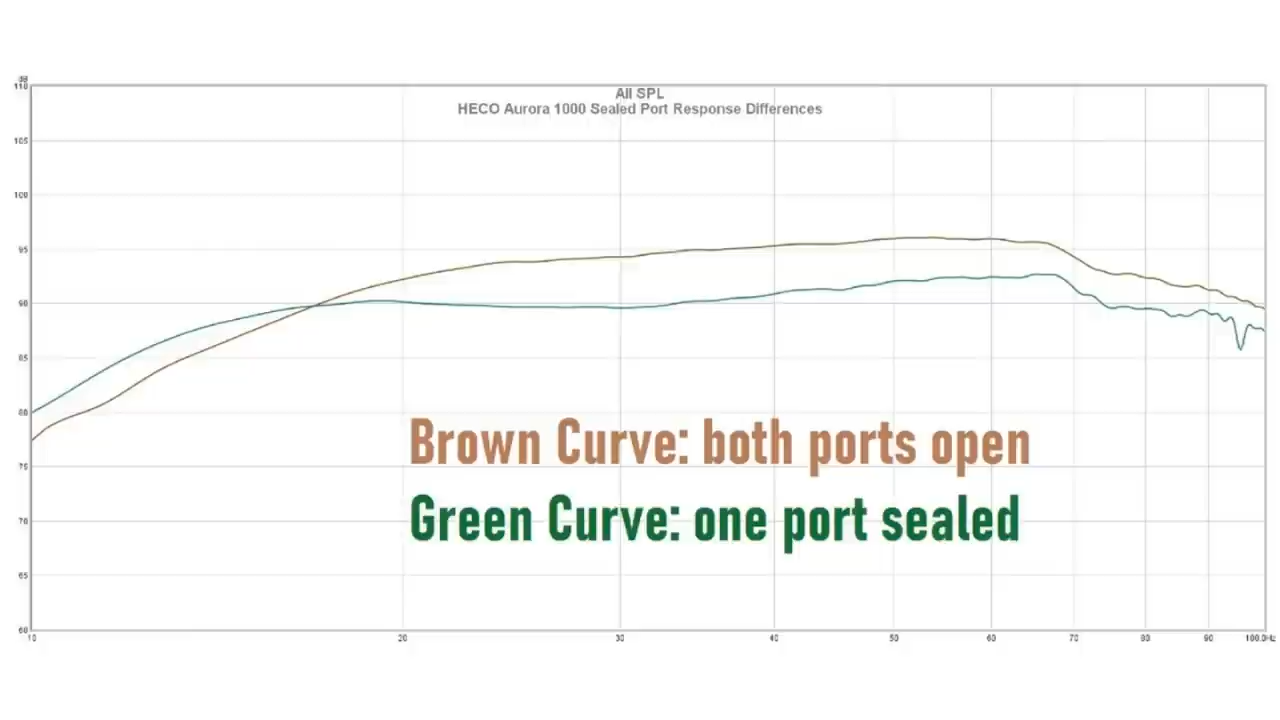 dB
110
All SPL
HECO Aurora 1000 Sealed Port Response Differences
105
100
95
90
85
80
Brown Curve: both ports open
75
Green Curve: one port sealed
70
65
60
10 20 30 40 50 60 70 80 90 100.0Hz